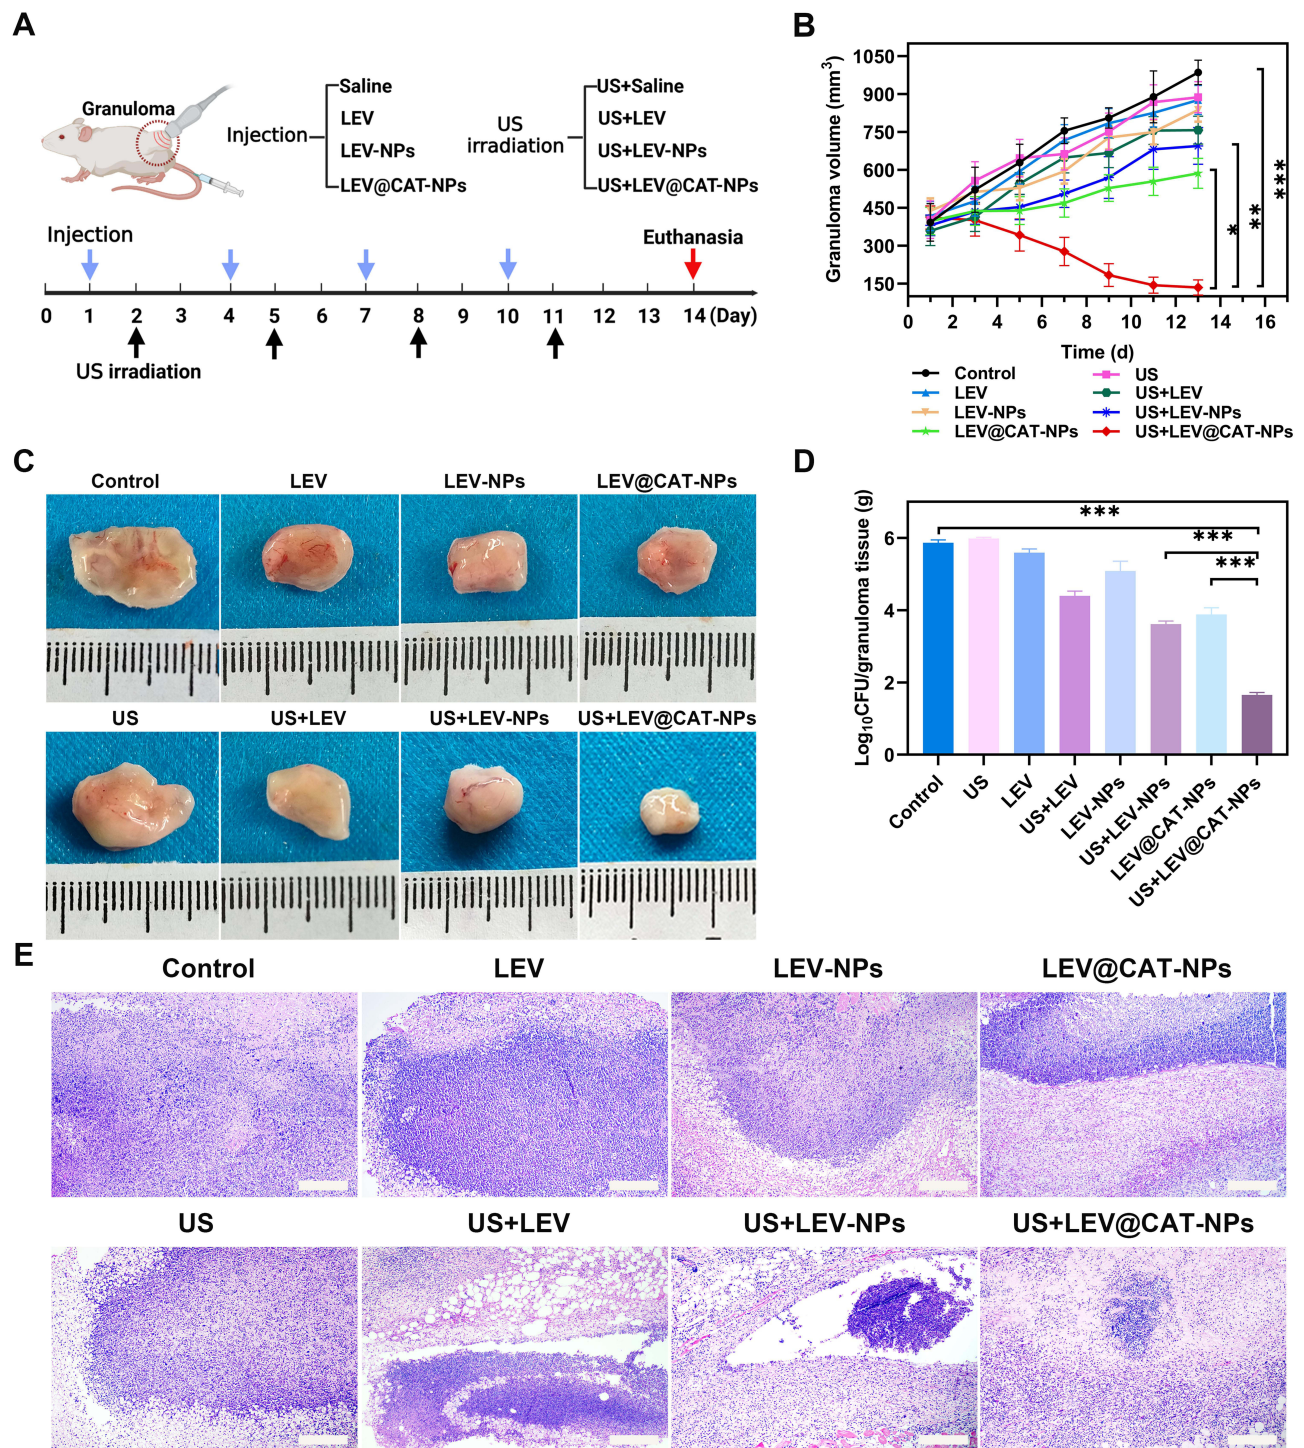 A
Granuloma
Injection
Saline
LEV
LEV-NPs
LEV@CAT-NPs
US
irradiation
US+Saline
US+LEV
US+LEV-NPs
US+LEV@CAT-NPs
Injection
Euthanasia
0 1 2 3 4 5 6 7 8 9 10 11 12 13 14 (Day)
US irradiation
B
Granuloma volume (mm³)
1050
900
750
600
450
300
150
0 2 4 6 8 10 12 14 16
Time (d)
*
**
***
Control
LEV
LEV-NPs
LEV@CAT-NPs
US
US+LEV
US+LEV-NPs
US+LEV@CAT-NPs
C
Control LEV LEV-NPs LEV@CAT-NPs
US US+LEV US+LEV-NPs US+LEV@CAT-NPs
D
Log₁₀CFU/granuloma tissue (g)
6
4
2
0
***
***
***
Control
US
LEV
US+LEV
LEV-NPs
US+LEV-NPs
LEV@CAT-NPs
US+LEV@CAT-NPs
E
Control LEV LEV-NPs LEV@CAT-NPs
US US+LEV US+LEV-NPs US+LEV@CAT-NPs